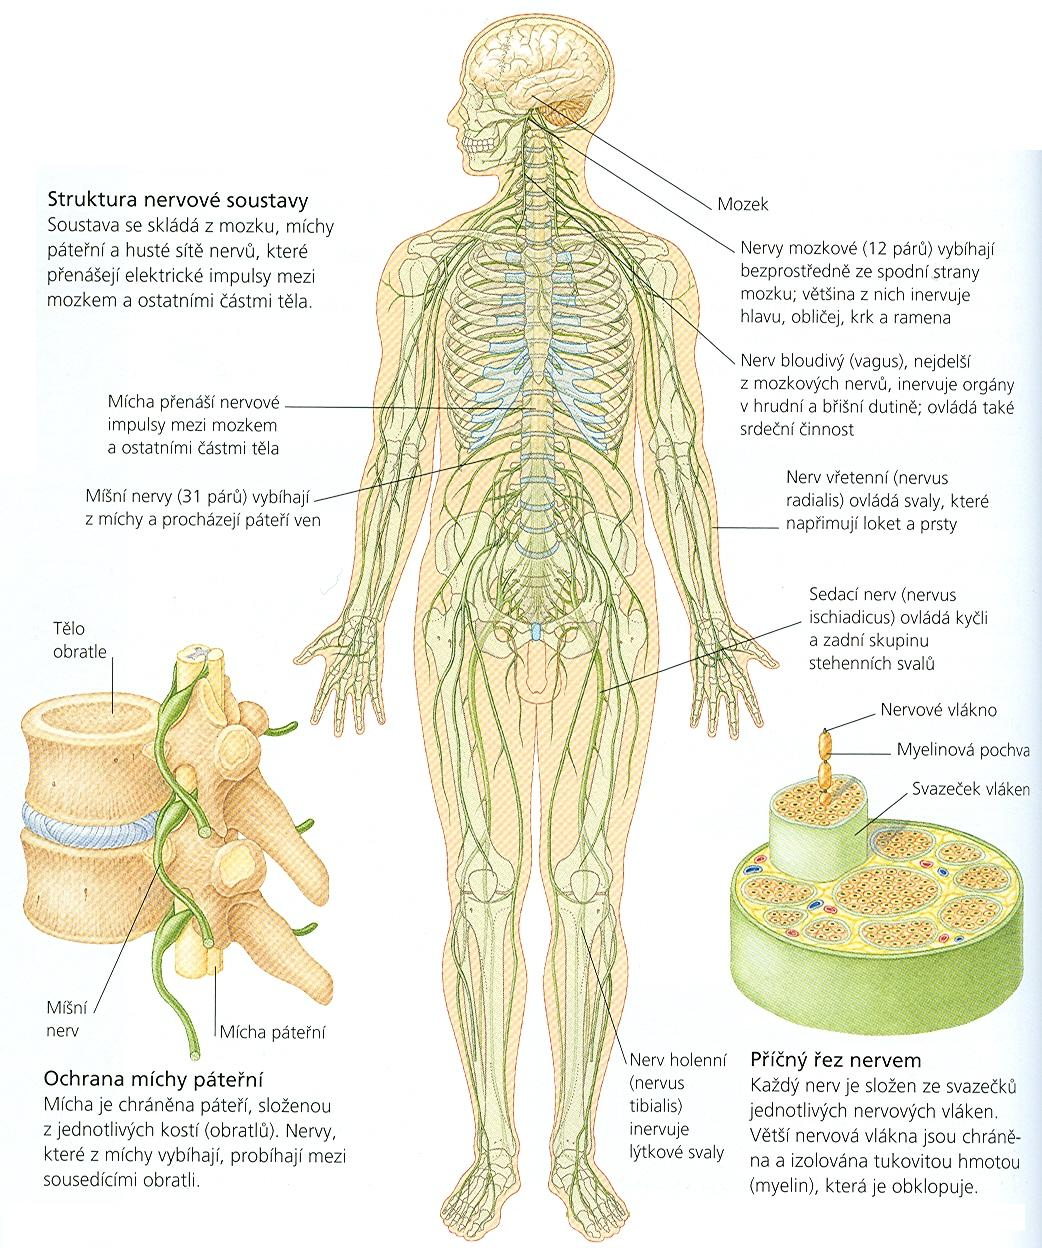 Struktura nervové soustavy
Soustava se skládá z mozku, míchy
páteřní a husté sítě nervů, které
přenášejí elektrické impulsy mezi
mozkem a ostatními částmi těla.
Mozek
Nervy mozkové (12 párů) vybíhají
bezprostředně ze spodní strany
mozku; většina z nich inervuje
hlavu, obličej, krk a ramena
Nerv bloudivý (vagus), nejdelší
z mozkových nervů, inervuje orgány
v hrudní a břišní dutině; ovládá také
srdeční činnost
Mícha přenáší nervové
impulsy mezi mozkem
a ostatními částmi těla
Míšní nervy (31 párů) vybíhají
z míchy a procházejí páteří ven
Nerv vřetenní (nervus
radialis) ovládá svaly, které
napřimují loket a prsty
Sedací nerv (nervus
ischiadicus) ovládá kyčli
a zadní skupinu
stehenních svalů
Tělo
obratle
Míšní
nerv
Mícha páteřní
Ochrana míchy páteřní
Mícha je chráněna páteří, složenou
z jednotlivých kostí (obratlů). Nervy,
které z míchy vybíhají, probíhají mezi
sousedícími obratli.
Nerv holenní
(nervus
tibialis)
inervuje
lýtkové svaly
Nervové vlákno
Myelinová pochva
Svazeček vláken
Příčný řez nervem
Každý nerv je složen ze svazečků
jednotlivých nervových vláken.
Větší nervová vlákna jsou chráně-
na a izolována tukovitou hmotou
(myelin), která je obklopuje.